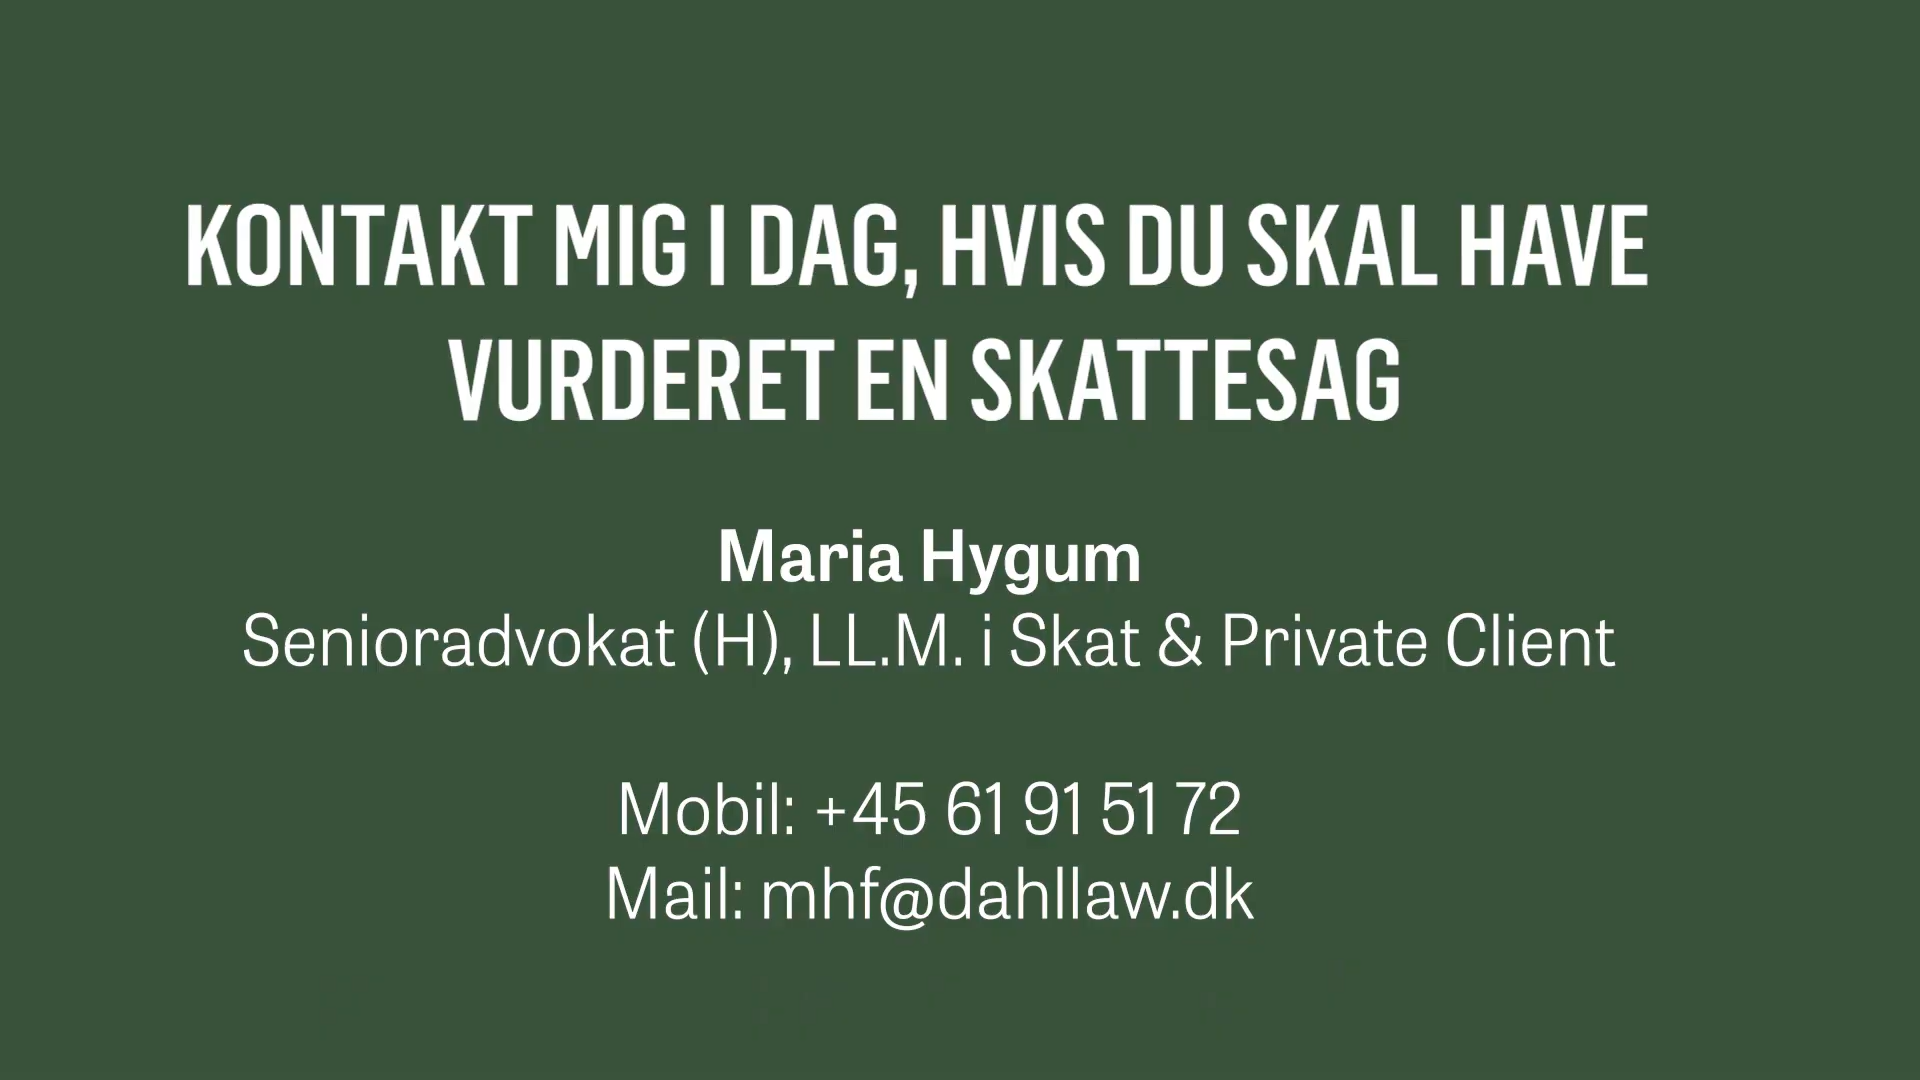 KONTAKT MIG I DAG, HVIS DU SKAL HAVE
VURDERET EN SKATTESAG
Maria Hygum
Senioradvokat (H), LL.M. i Skat & Private Client
Mobil: +45 61 91 51 72
Mail: mhf@dahllaw.dk